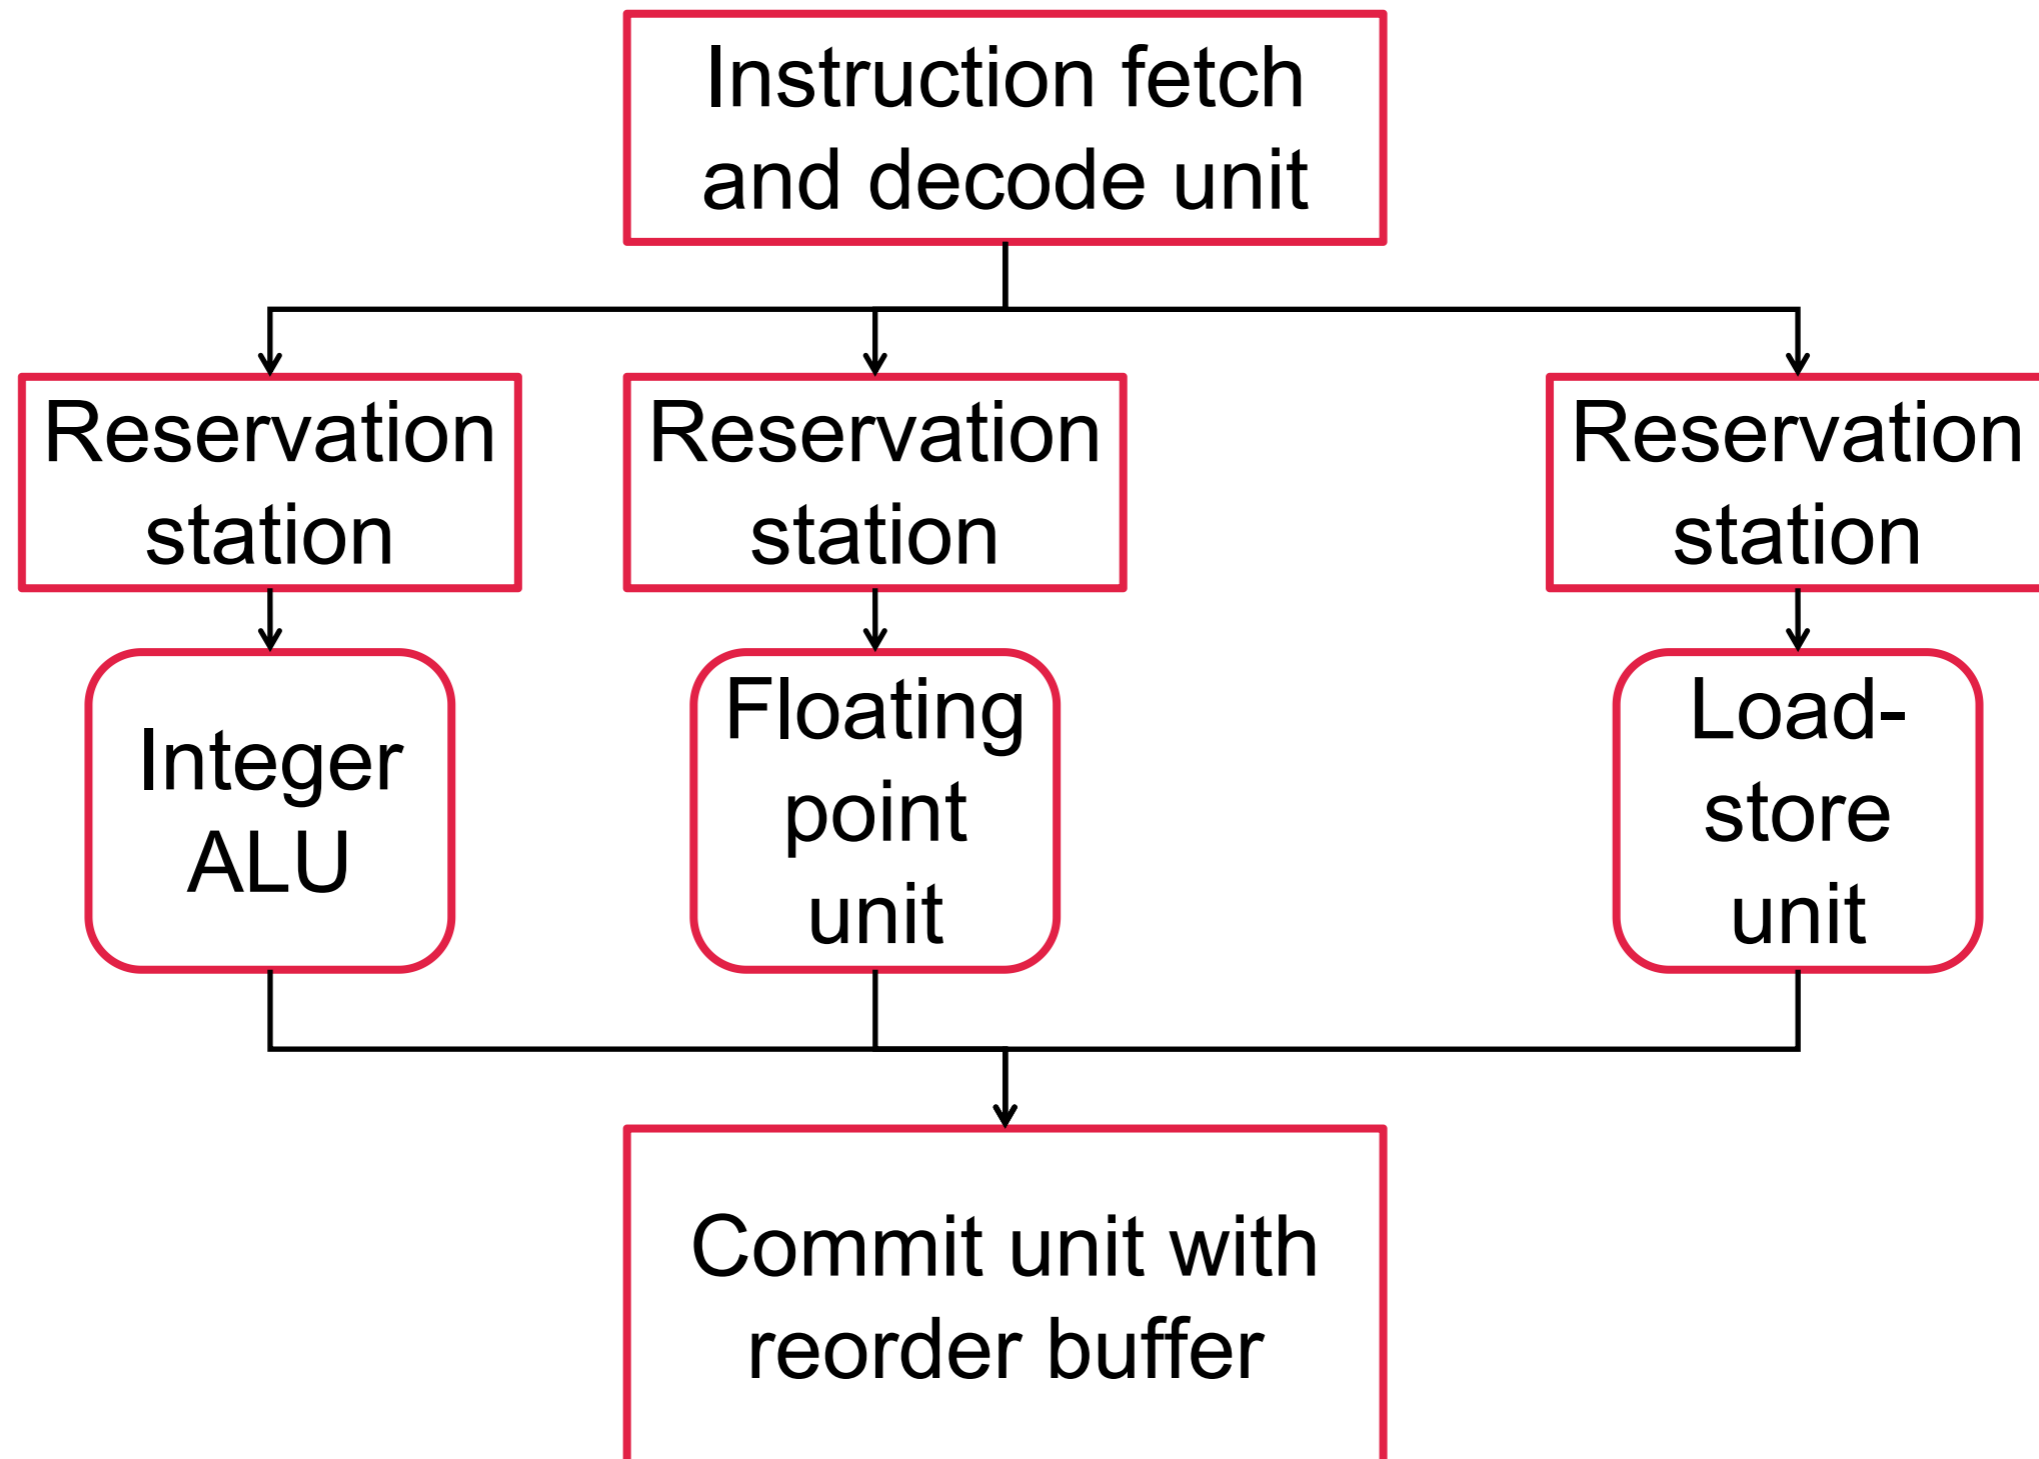 Instruction fetch
and decode unit
Reservation
station
Reservation
station
Reservation
station
Integer
ALU
Floating
point
unit
Load-
store
unit
Commit unit with
reorder buffer